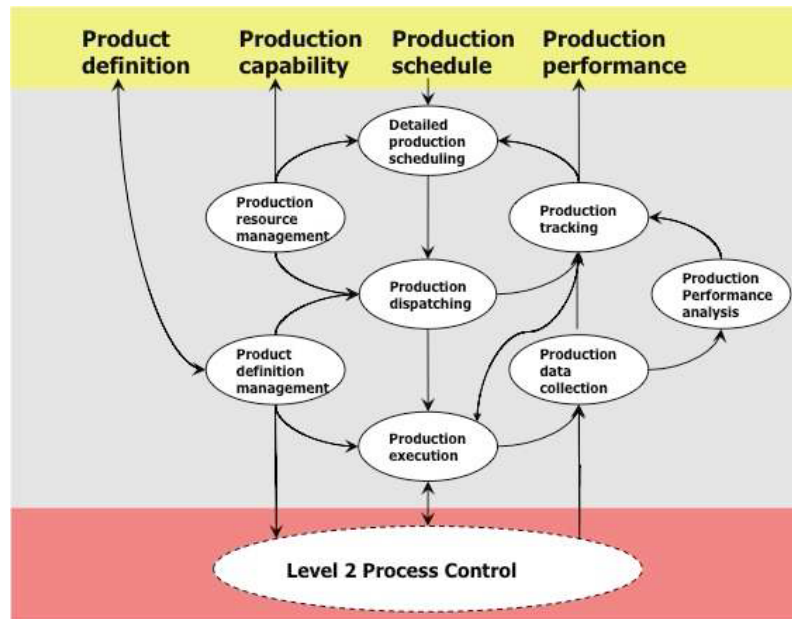 Product
definition
Production
capability
Production
schedule
Production
performance
Detailed
production
scheduling
Production
resource
management
Production
tracking
Production
dispatching
Production
Performance
analysis
Product
definition
management
Production
data
collection
Production
execution
Level 2 Process Control